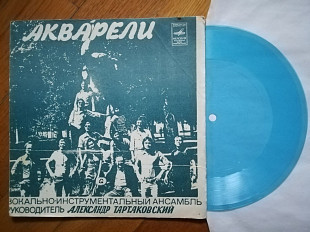 АКВАРЕЛИ
ВОКАЛЬНО-ИНСТРУМЕНТАЛЬНЫЙ АНСАМБЛЬ
РУКОВОДИТЕЛЬ АЛЕКСАНДР ТАРТАКОВСКИЙ